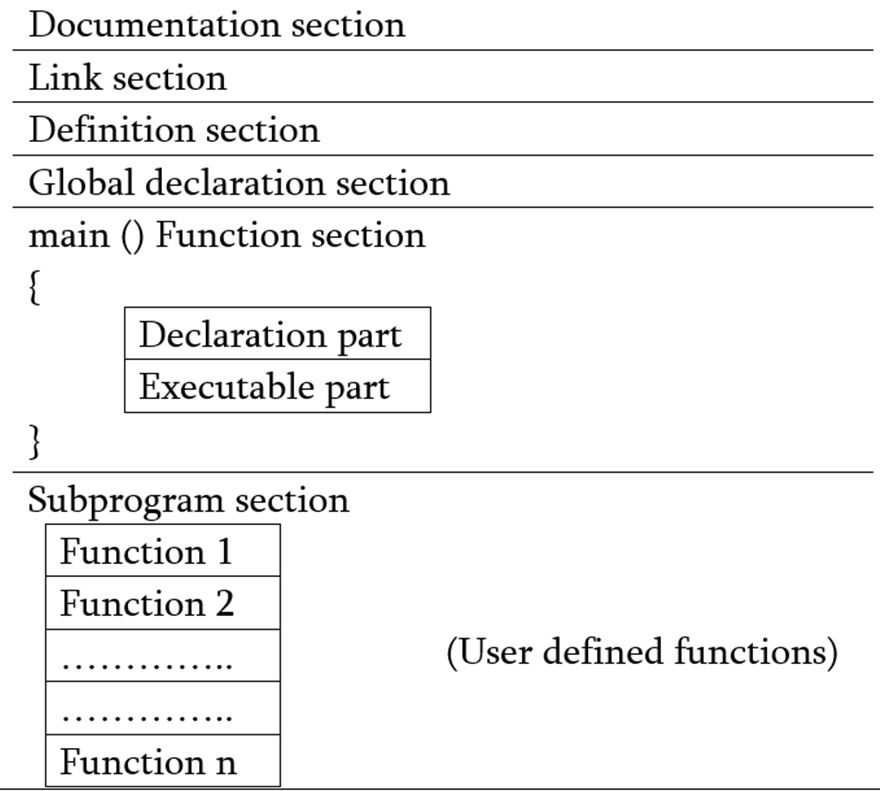 Documentation section
Link section
Definition section
Global declaration section
main () Function section
{
Declaration part
Executable part
}
Subprogram section
Function 1
Function 2
…………..
(User defined functions)
…………..
Function n